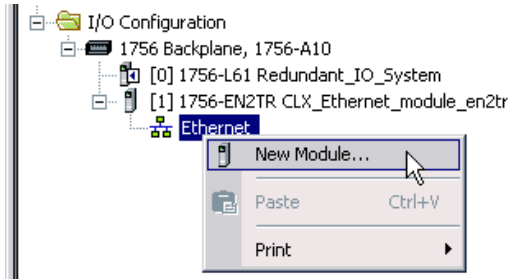 I/O Configuration
1756 Backplane, 1756-A10
[0] 1756-L61 Redundant_IO_System
[1] 1756-EN2TR CLX_Ethernet_module_en2tr
Ethernet
New Module...
Paste Ctrl+V
Print